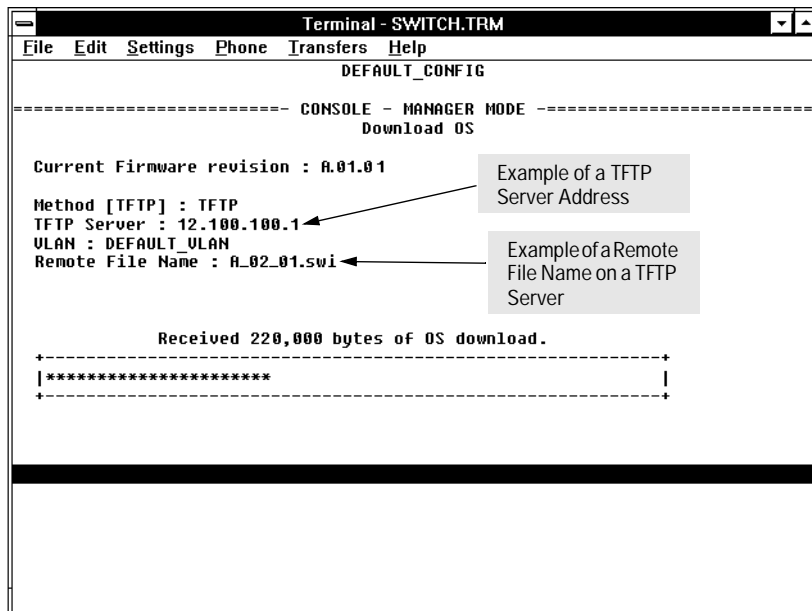 Terminal - SWITCH.TRM
File Edit Settings Phone Transfers Help
DEFAULT_CONFIG
==========================- CONSOLE - MANAGER MODE -==========================
Download OS
Current Firmware revision : A.01.01
Method [TFTP] : TFTP
TFTP Server : 12.100.100.1
VLAN : DEFAULT_VLAN
Remote File Name : A_02_01.swi
Example of a TFTP
Server Address
Example of a Remote
File Name on a TFTP
Server
Received 220,000 bytes of OS download.
+------------------------------------------------------------+
|********************** |
+------------------------------------------------------------+